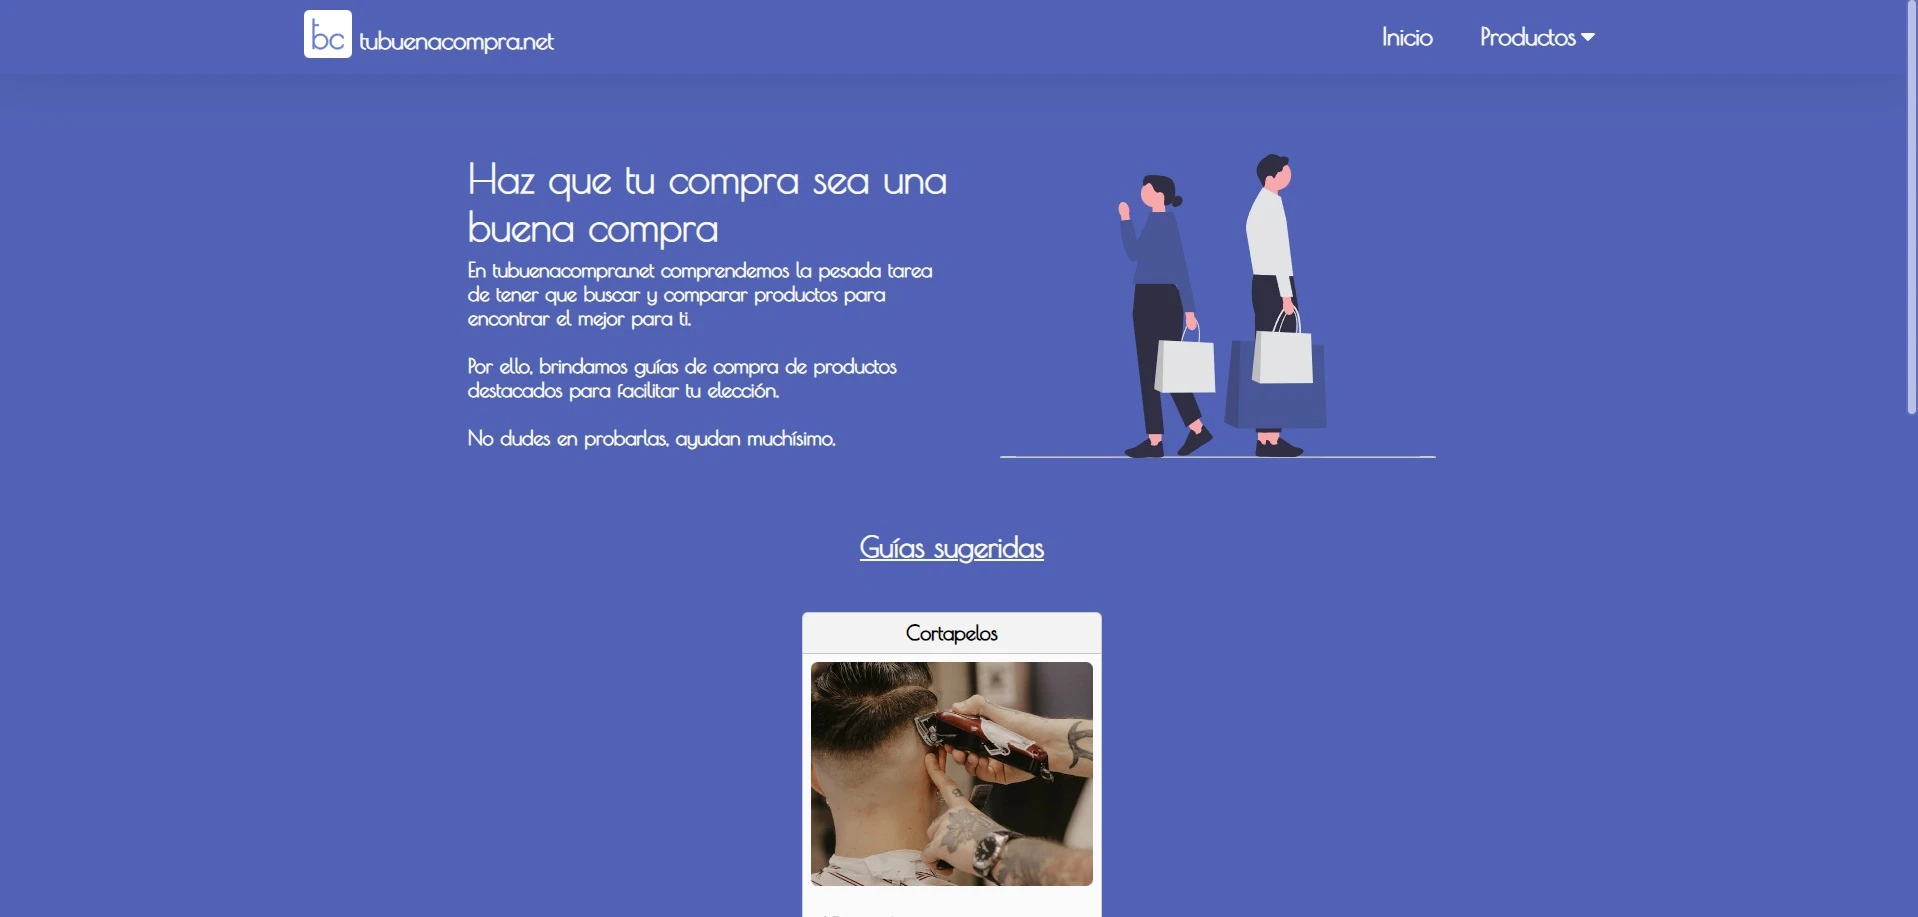 tbc tubuenacompra.net
Inicio
Productos
Haz que tu compra sea una
buena compra
En tubuenacompra.net comprendemos la pesada tarea
de tener que buscar y comparar productos para
encontrar el mejor para ti.
Por ello, brindamos guías de compra de productos
destacados para facilitar tu elección.
No dudes en probarlas, ayudan muchísimo.
Guías sugeridas
Cortapelos